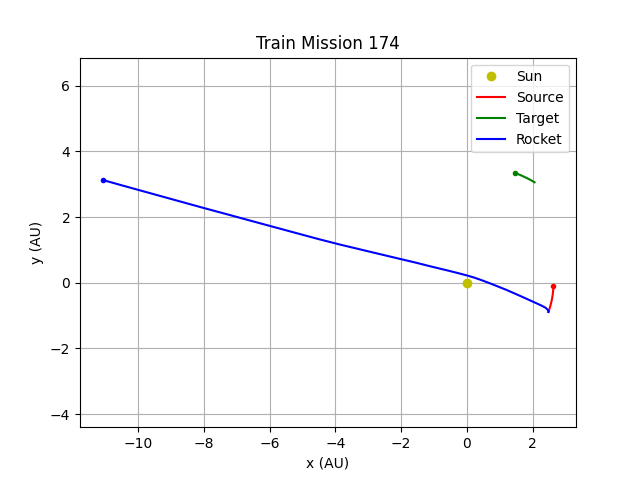 Train Mission 174
Sun
Source
Target
Rocket
6
4
2
0
−2
−4
y (AU)
−10
−8
−6
−4
−2
0
2
x (AU)